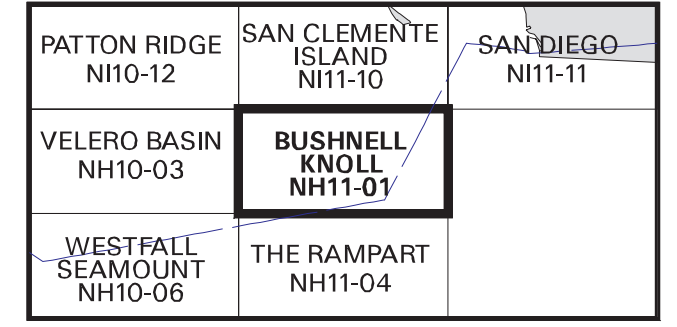 PATTON RIDGE
NI10-12
SAN CLEMENTE
ISLAND
NI11-10
SAN DIEGO
NI11-11
VELERO BASIN
NH10-03
BUSHNELL
KNOLL
NH11-01
WESTFALL
SEAMOUNT
NH10-06
THE RAMPART
NH11-04